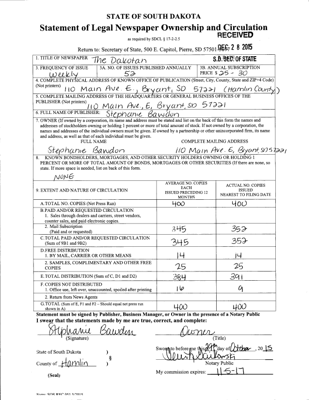 STATE OF SOUTH DAKOTA
Statement of Legal Newspaper Ownership and Circulation
as required by SDCL § 17-2-2.5
RECEIVED
Return to: Secretary of State, 500 E. Capitol, Pierre, SD 57501
DEC 28 2015
1. TITLE OF NEWSPAPER The Dakotan
S.D. SEC. OF STATE
2. FREQUENCY OF ISSUE weekly
3A. NO. OF ISSUES PUBLISHED ANNUALLY 52
3B. ANNUAL SUBSCRIPTION PRICE $ 25 - 30
4. COMPLETE PHYSICAL ADDRESS OF KNOWN OFFICE OF PUBLICATION (Street, City, County, State and ZIP+4 Code)
(Not printers) 110 Main Ave E, Bryant, SD 57221 (Hamlin County)
5. COMPLETE MAILING ADDRESS OF THE HEADQUARTERS OR GENERAL BUSINESS OFFICES OF THE
PUBLISHER (Not printers) 110 Main Ave, E, Bryant, SD 57221
6. FULL NAME OF PUBLISHER: Stephanie Bawdon
7. OWNER (If owned by a corporation, its name and address must be stated and list on the back of this form the names and
addresses of stockholders owning or holding 1 percent or more of total amount of stock. If not owned by a corporation, the
names and addresses of the individual owners must be given. If owned by a partnership or other unincorporated firm, its name
and address, as well as that of each individual must be given.
FULL NAME COMPLETE MAILING ADDRESS
Stephanie Bawdon 110 Main Ave. E, Bryant, SD 57221
8. KNOWN BONDHOLDERS, MORTGAGES, AND OTHER SECURITY HOLDERS OWNING OR HOLDING 1
PERCENT OR MORE OF TOTAL AMOUNT OF BONDS, MORTGAGES OR OTHER SECURITIES (If there are none, so
state. If more space is needed, list on back of this form.
NONE
9. EXTENT AND NATURE OF CIRCULATION
AVERAGE NO. COPIES EACH ISSUED PRECEDING 12 MONTHS
ACTUAL NO. COPIES ISSUED NEAREST TO FILING DATE
A. TOTAL NO. COPIES (Net Press Run) 400 400
B. PAID AND/OR REQUESTED CIRCULATION
1. Sales through dealers and carriers, street vendors,
counter sales, and paid electronic copies.
2. Mail Subscription
(Paid and or requested) 345 352
C. TOTAL PAID AND/OR REQUESTED CIRCULATION
(Sum of 9B1 and 9B2) 345 352
D. FREE DISTRIBUTION
1. BY MAIL, CARRIER OR OTHER MEANS 14 14
2. SAMPLES, COMPLIMENTARY AND OTHER FREE
COPIES 25 25
E. TOTAL DISTRIBUTION (Sum of C, D1 and D2) 384 391
F. COPIES NOT DISTRIBUTED
1. Office use, left over, unaccounted, spoiled after printing 16 9
2. Return from News Agents
G. TOTAL (Sum of E, F1 and F2 - Should equal net press run
shown in A) 400 400
Statement must be signed by Publisher, Business Manager, or Owner in the presence of a Notary Public
I swear that the statements made by me are true, correct, and complete:
Stephanie Bawdon Owner
(Signature) (Title)
State of South Dakota )
§
County of Hamlin )
Sworn to before me this day of October, 2015
Notary Public
(Seal)
My commission expires: 11-5-17